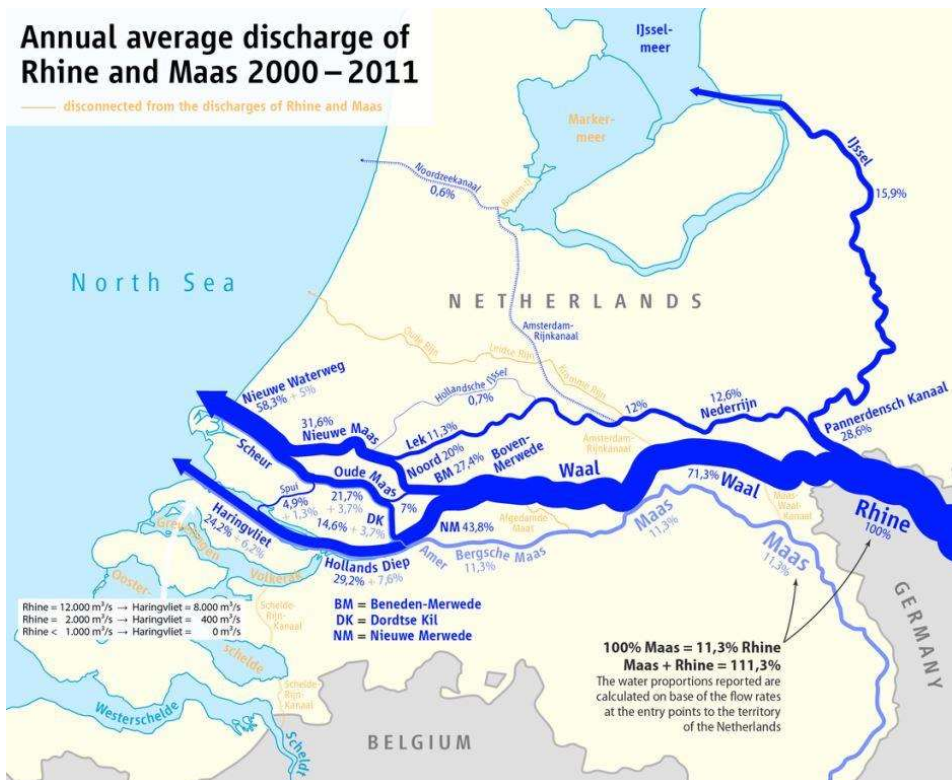 Annual average discharge of
Rhine and Maas 2000 – 2011
disconnected from the discharges of Rhine and Maas
IJssel-
meer
Marker-
meer
IJssel
15,9%
Noordzeekanaal
0,6%
Buiten-IJ
North Sea
NETHERLANDS
Amsterdam-
Rijnkanaal
Oude Rijn
Leidse Rijn
Kromme Rijn
Hollandsche IJssel
0,7%
Nieuwe Waterweg
58,3% + 5%
31,6%
Nieuwe Maas
Lek 11,3%
12%
12.6%
Nederrijn
Pannerdensch Kanaal
28,6%
Amsterdam-
Rijnkanaal
Scheur
Noord 20%
BM 27.4%
Boven-
Merwede
Waal
71,3% Waal
Maas-
Waal-
Kanaal
Rhine
100%
Oude Maas
7%
Spui
4,9%
+ 1,3%
21,7%
+ 3,7%
DK
14,6%
+ 3,7%
NM 43,8%
Afgedamde
Maas
Maas
11,3%
Maas
11,3%
Haringvliet
24,2% + 6,2%
Amer
Bergsche Maas
11,3%
Hollands Diep
29,2% + 7,6%
Grevelingen
Volkerak
Ooster-
schelde
Schelde-
Rijn-
Kanaal
Rhine = 12.000 m³/s → Haringvliet = 8.000 m³/s
Rhine = 2.000 m³/s → Haringvliet = 400 m³/s
Rhine < 1.000 m³/s → Haringvliet = 0 m³/s
BM = Beneden-Merwede
DK = Dordtse Kil
NM = Nieuwe Merwede
GERMANY
100% Maas = 11,3% Rhine
Maas + Rhine = 111,3%
The water proportions reported are
calculated on base of the flow rates
at the entry points to the territory
of the Netherlands
Schelde
Rijn-
Kanaal
Westerschelde
Scheldt
BELGIUM